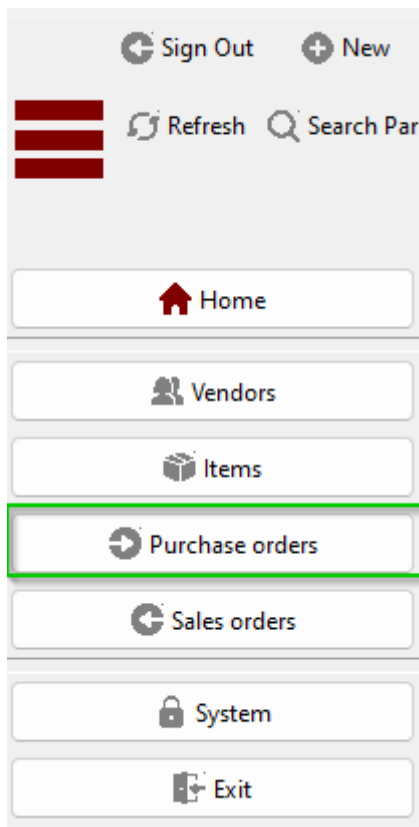 Sign Out New
Refresh Search Par
Home
Vendors
Items
Purchase orders
Sales orders
System
Exit